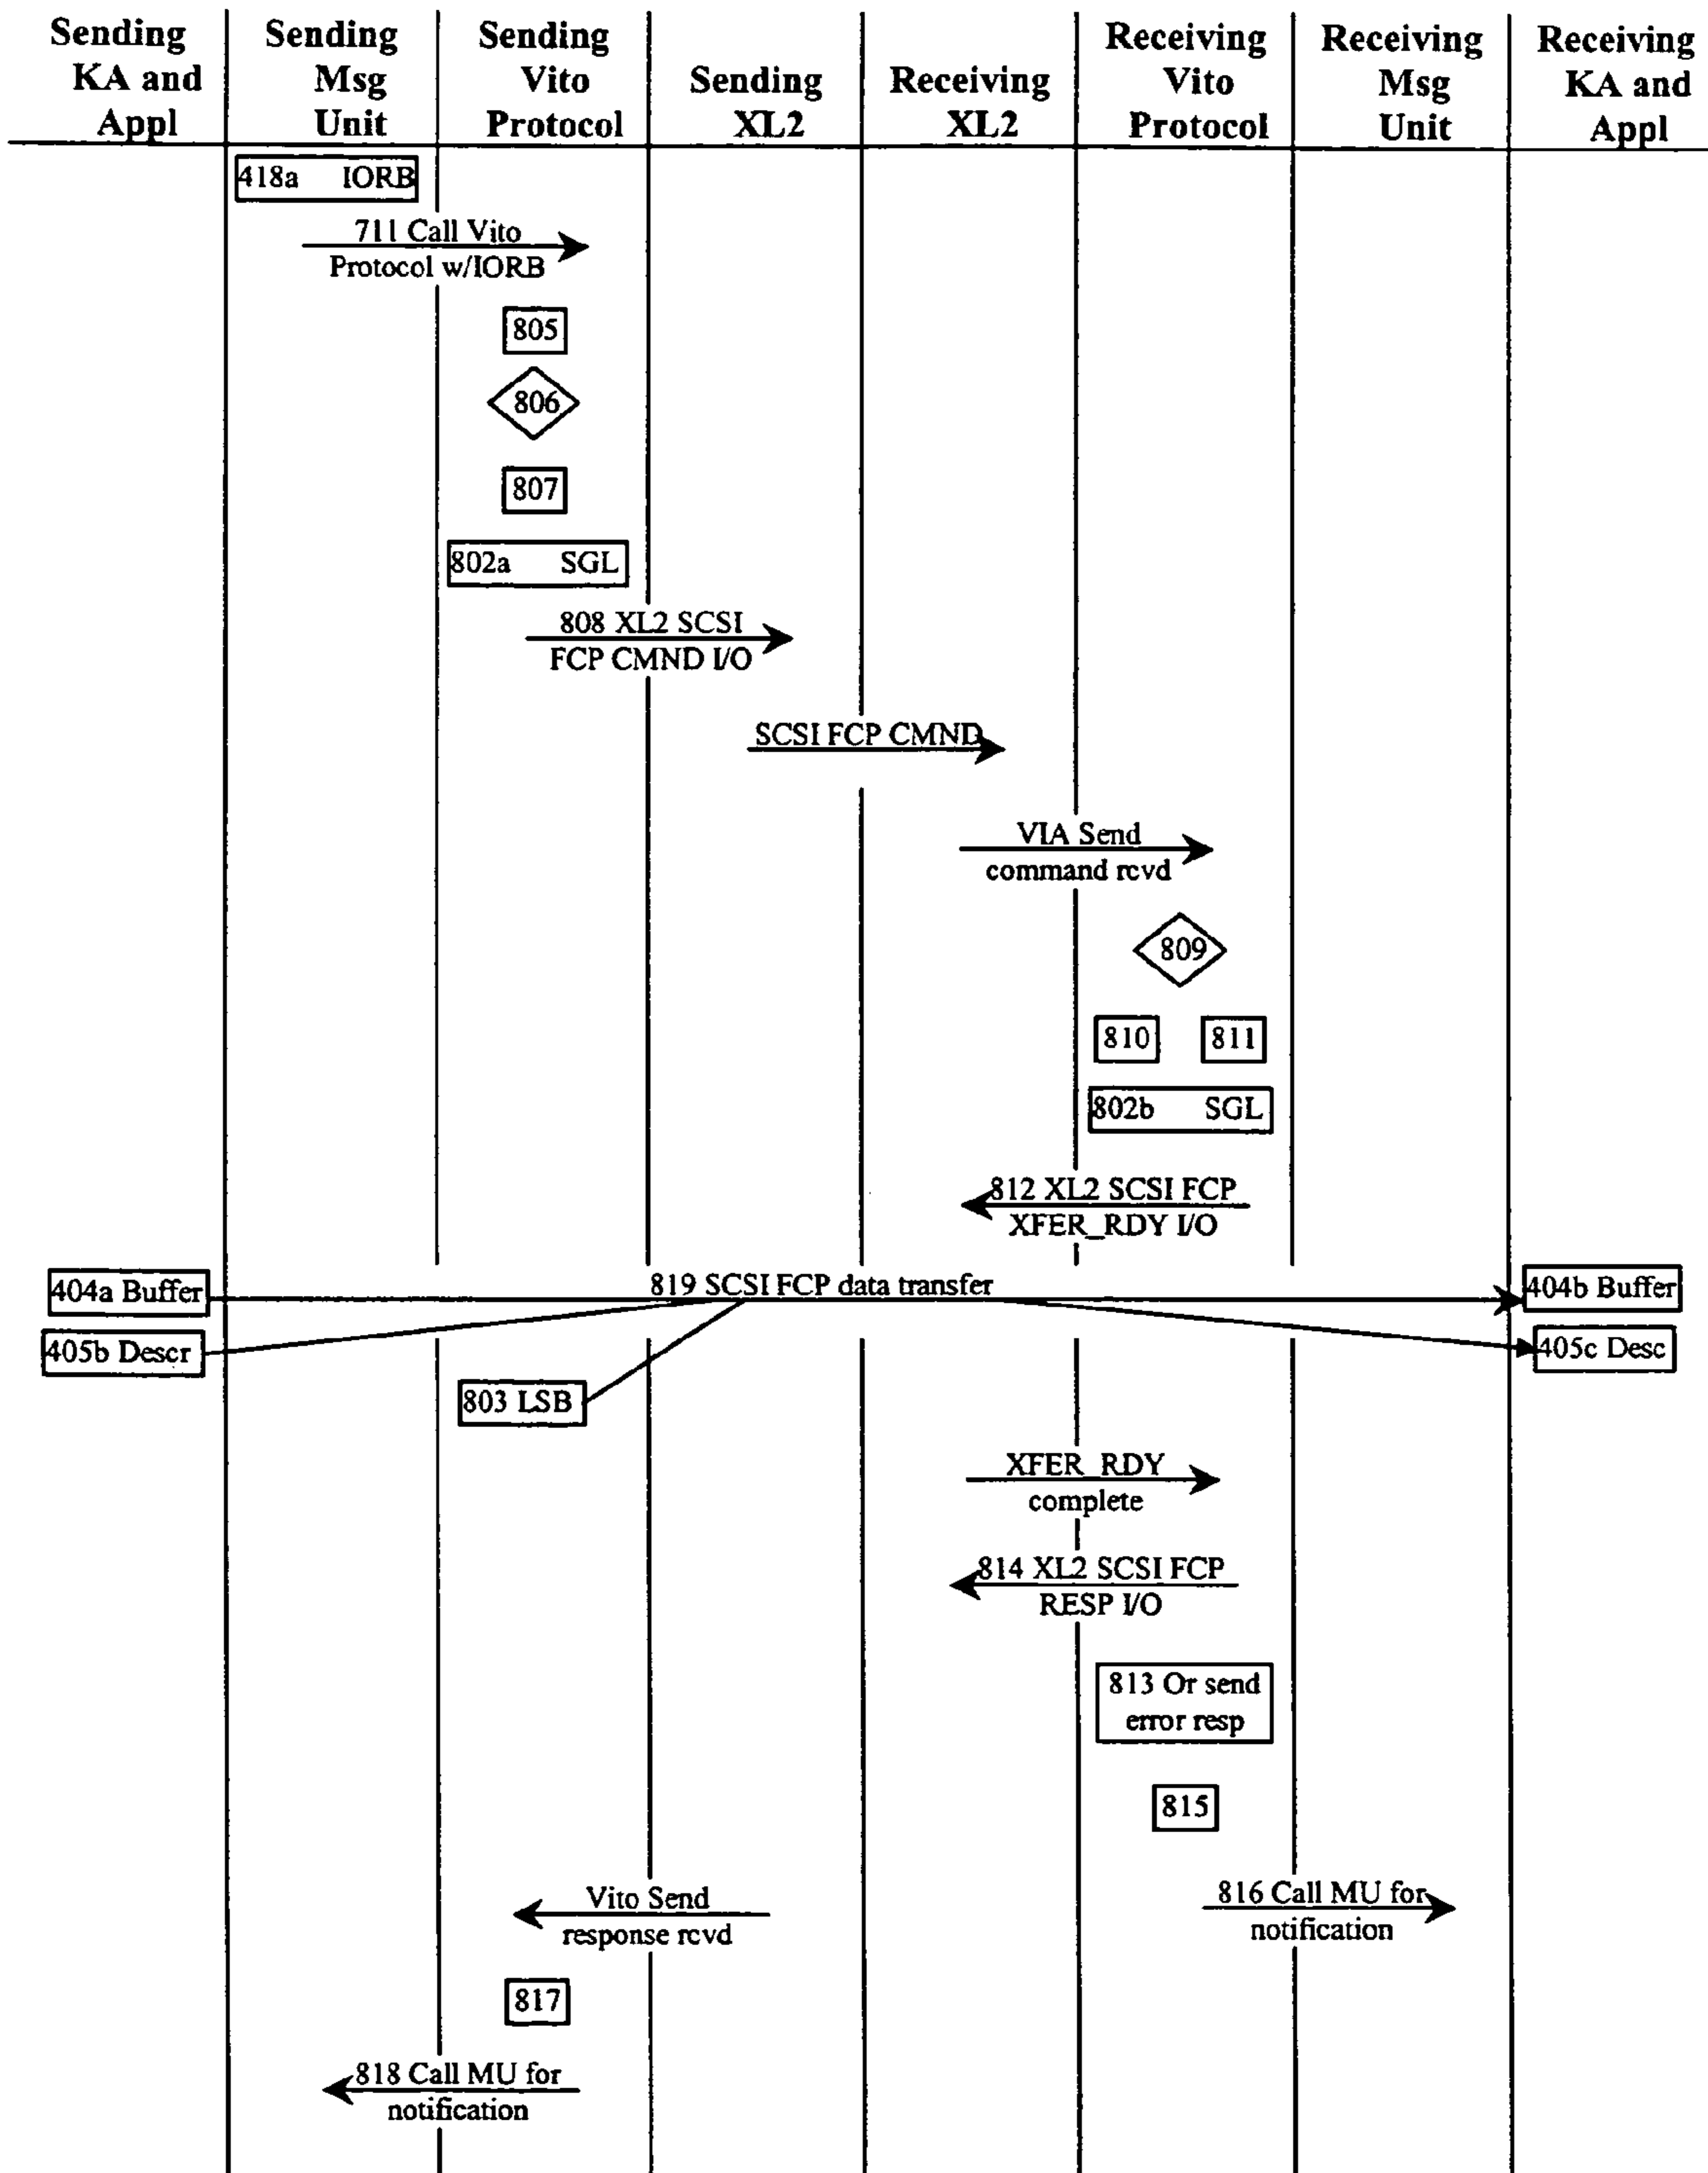 Sending KA and Appl
Sending Msg Unit
Sending Vito Protocol
Sending XL2
Receiving XL2
Receiving Vito Protocol
Receiving Msg Unit
Receiving KA and Appl
418a IORB
711 Call Vito
Protocol w/IORB
805
806
807
802a SGL
808 XL2 SCSI
FCP CMND I/O
SCSI FCP CMND
VIA Send
command rcvd
809
810 811
802b SGL
812 XL2 SCSI FCP
XFER_RDY I/O
404a Buffer
819 SCSI FCP data transfer
404b Buffer
405b Descr
405c Desc
803 LSB
XFER_RDY
complete
814 XL2 SCSI FCP
RESP I/O
813 Or send
error resp
815
Vito Send
response rcvd
816 Call MU for
notification
817
818 Call MU for
notification